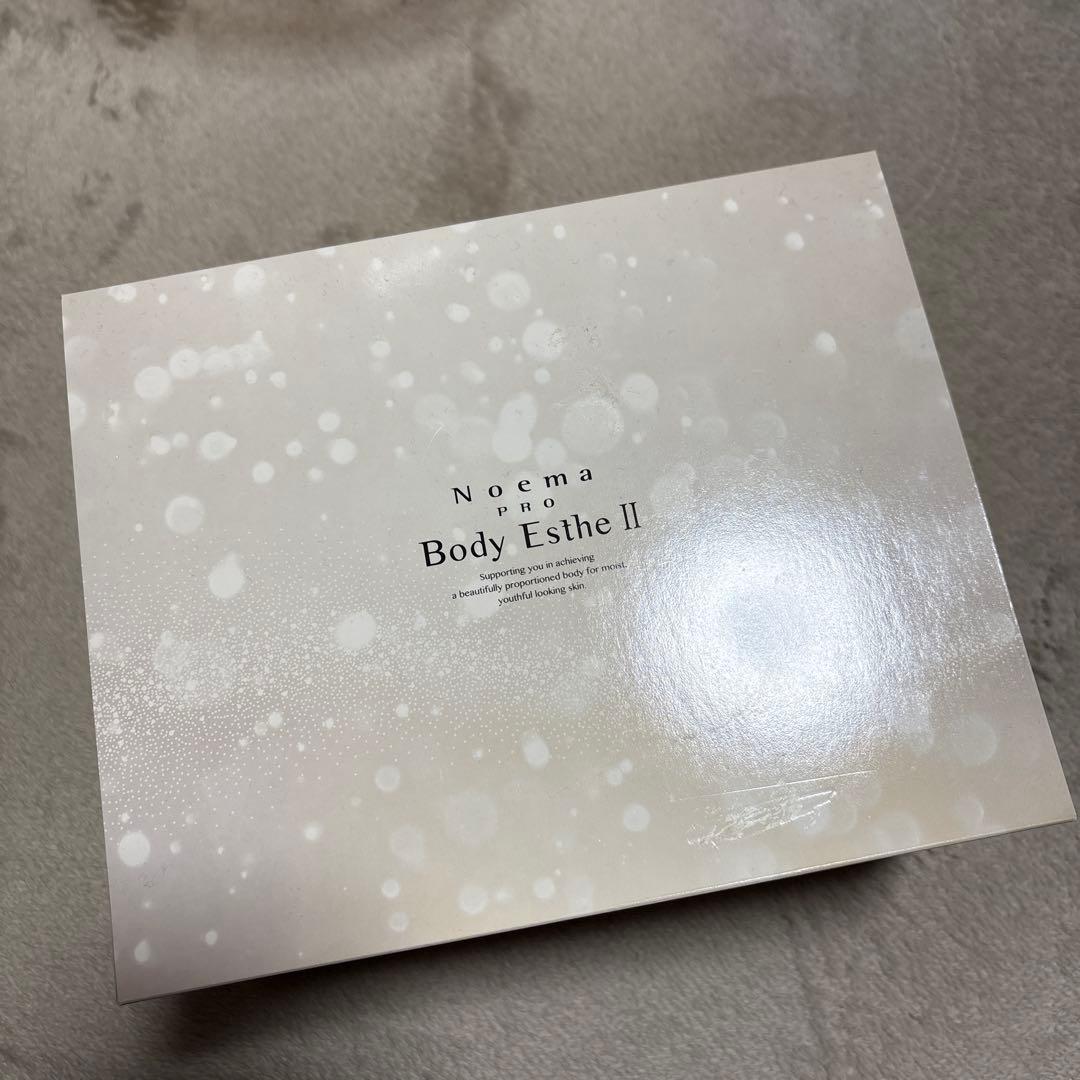 Noema
PRO
Body Esthe II
Supporting you in achieving
a beautifully proportioned body for moist,
youthful looking skin.